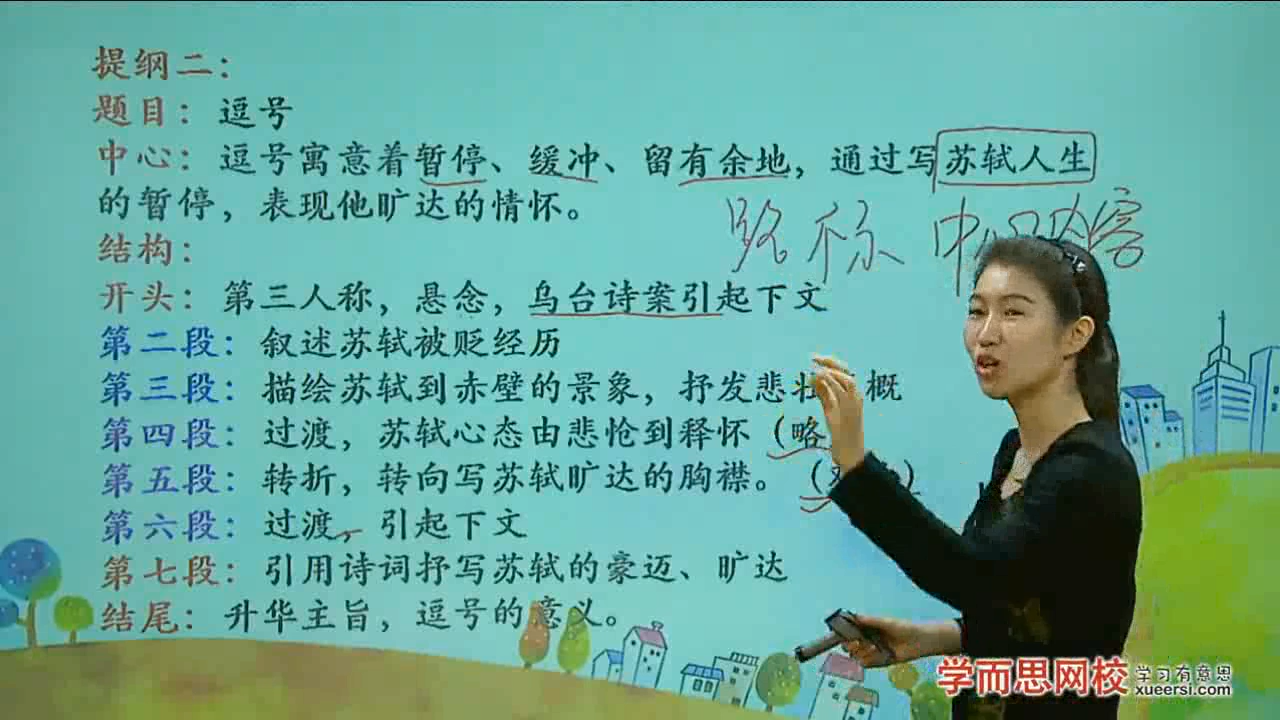 提纲二：
题目：逗号
中心：逗号寓意着暂停、缓冲、留有余地，通过写苏轼人生
的暂停，表现他旷达的情怀。
中心内容
结构：
开头：第三人称，悬念，乌台诗案引起下文
第二段：叙述苏轼被贬经历
第三段：描绘苏轼到赤壁的景象，抒发悲壮 概
第四段：过渡，苏轼心态由悲怆到释怀（略
第五段：转折，转向写苏轼旷达的胸襟。（ ）
第六段：过渡，引起下文
第七段：引用诗词抒写苏轼的豪迈、旷达
结尾：升华主旨，逗号的意义。
学而思网校 学习有意思
xueersi.com